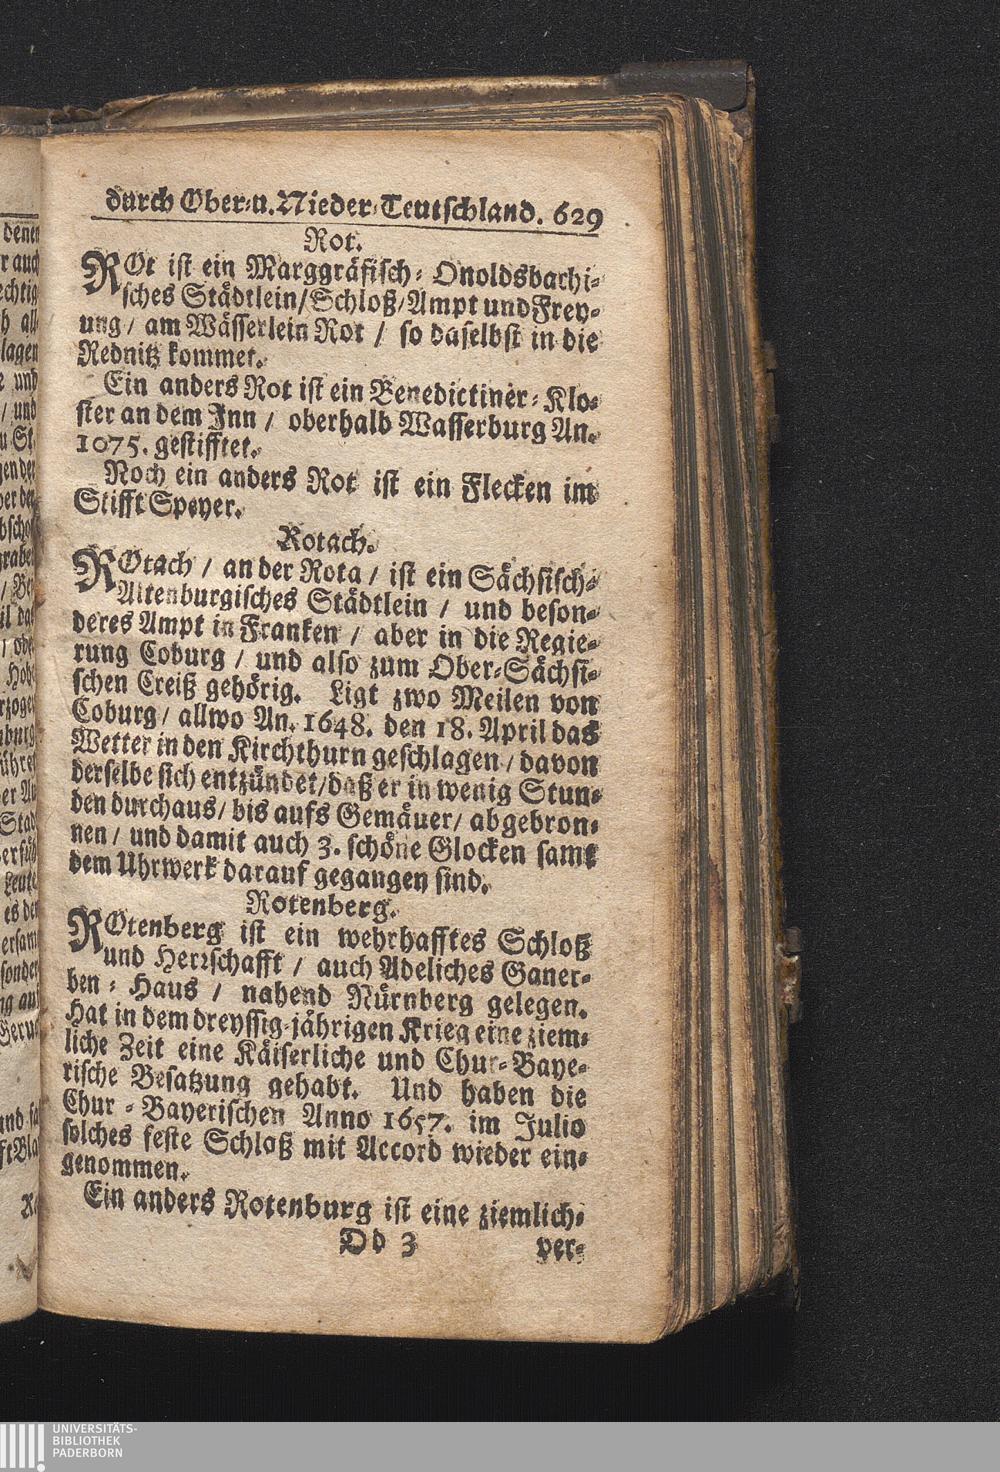 durch Ober-u. Nieder-Teutschland. 629
Rot.
ROt ist ein Marggräfisch-Onoldsbachi-
sches Städtlein/Schloß/Ampt und Frey-
ung/ am Wässerlein Rot / so daselbst in die
Rednitz kommet.
Ein anders Rot ist ein Benedictiner-Klo-
ster an dem Inn / oberhalb Wasserburg An.
1075. gestifftet.
Noch ein anders Rot ist ein Flecken im
Stifft Speyer.
Rotach.
ROtach / an der Rota / ist ein Sächsisch-
Altenburgisches Städtlein / und beson-
deres Ampt in Francken / aber in die Regie-
rung Coburg / und also zum Ober-Sächsi-
schen Creiß gehörig. Ligt zwo Meilen von
Coburg / allwo An. 1648. den 18. April das
Wetter in den Kirchthurn geschlagen / davon
derselbe sich entzündet/daß er in wenig Stun-
den durchaus/ bis aufs Gemäuer/ abgebron-
nen / und damit auch 3. schöne Glocken samt
dem Uhrwerk darauf gegangen sind.
Rotenberg.
ROtenberg ist ein wehrhafftes Schloß
und Herrschafft / auch Adeliches Ganer-
ben-Haus / nahend Nürnberg gelegen.
Hat in dem dreyssig-jährigen Krieg eine ziem-
liche Zeit eine Käiserliche und Chur-Baye-
rische Besatzung gehabt. Und haben die
Chur-Bayerischen Anno 1657. im Julio
solches feste Schloß mit Accord wieder ein-
genommen.
Ein anders Rotenburg ist eine ziemlich-
Dd 3 ver-
UNIVERSITÄTS-
BIBLIOTHEK
PADERBORN